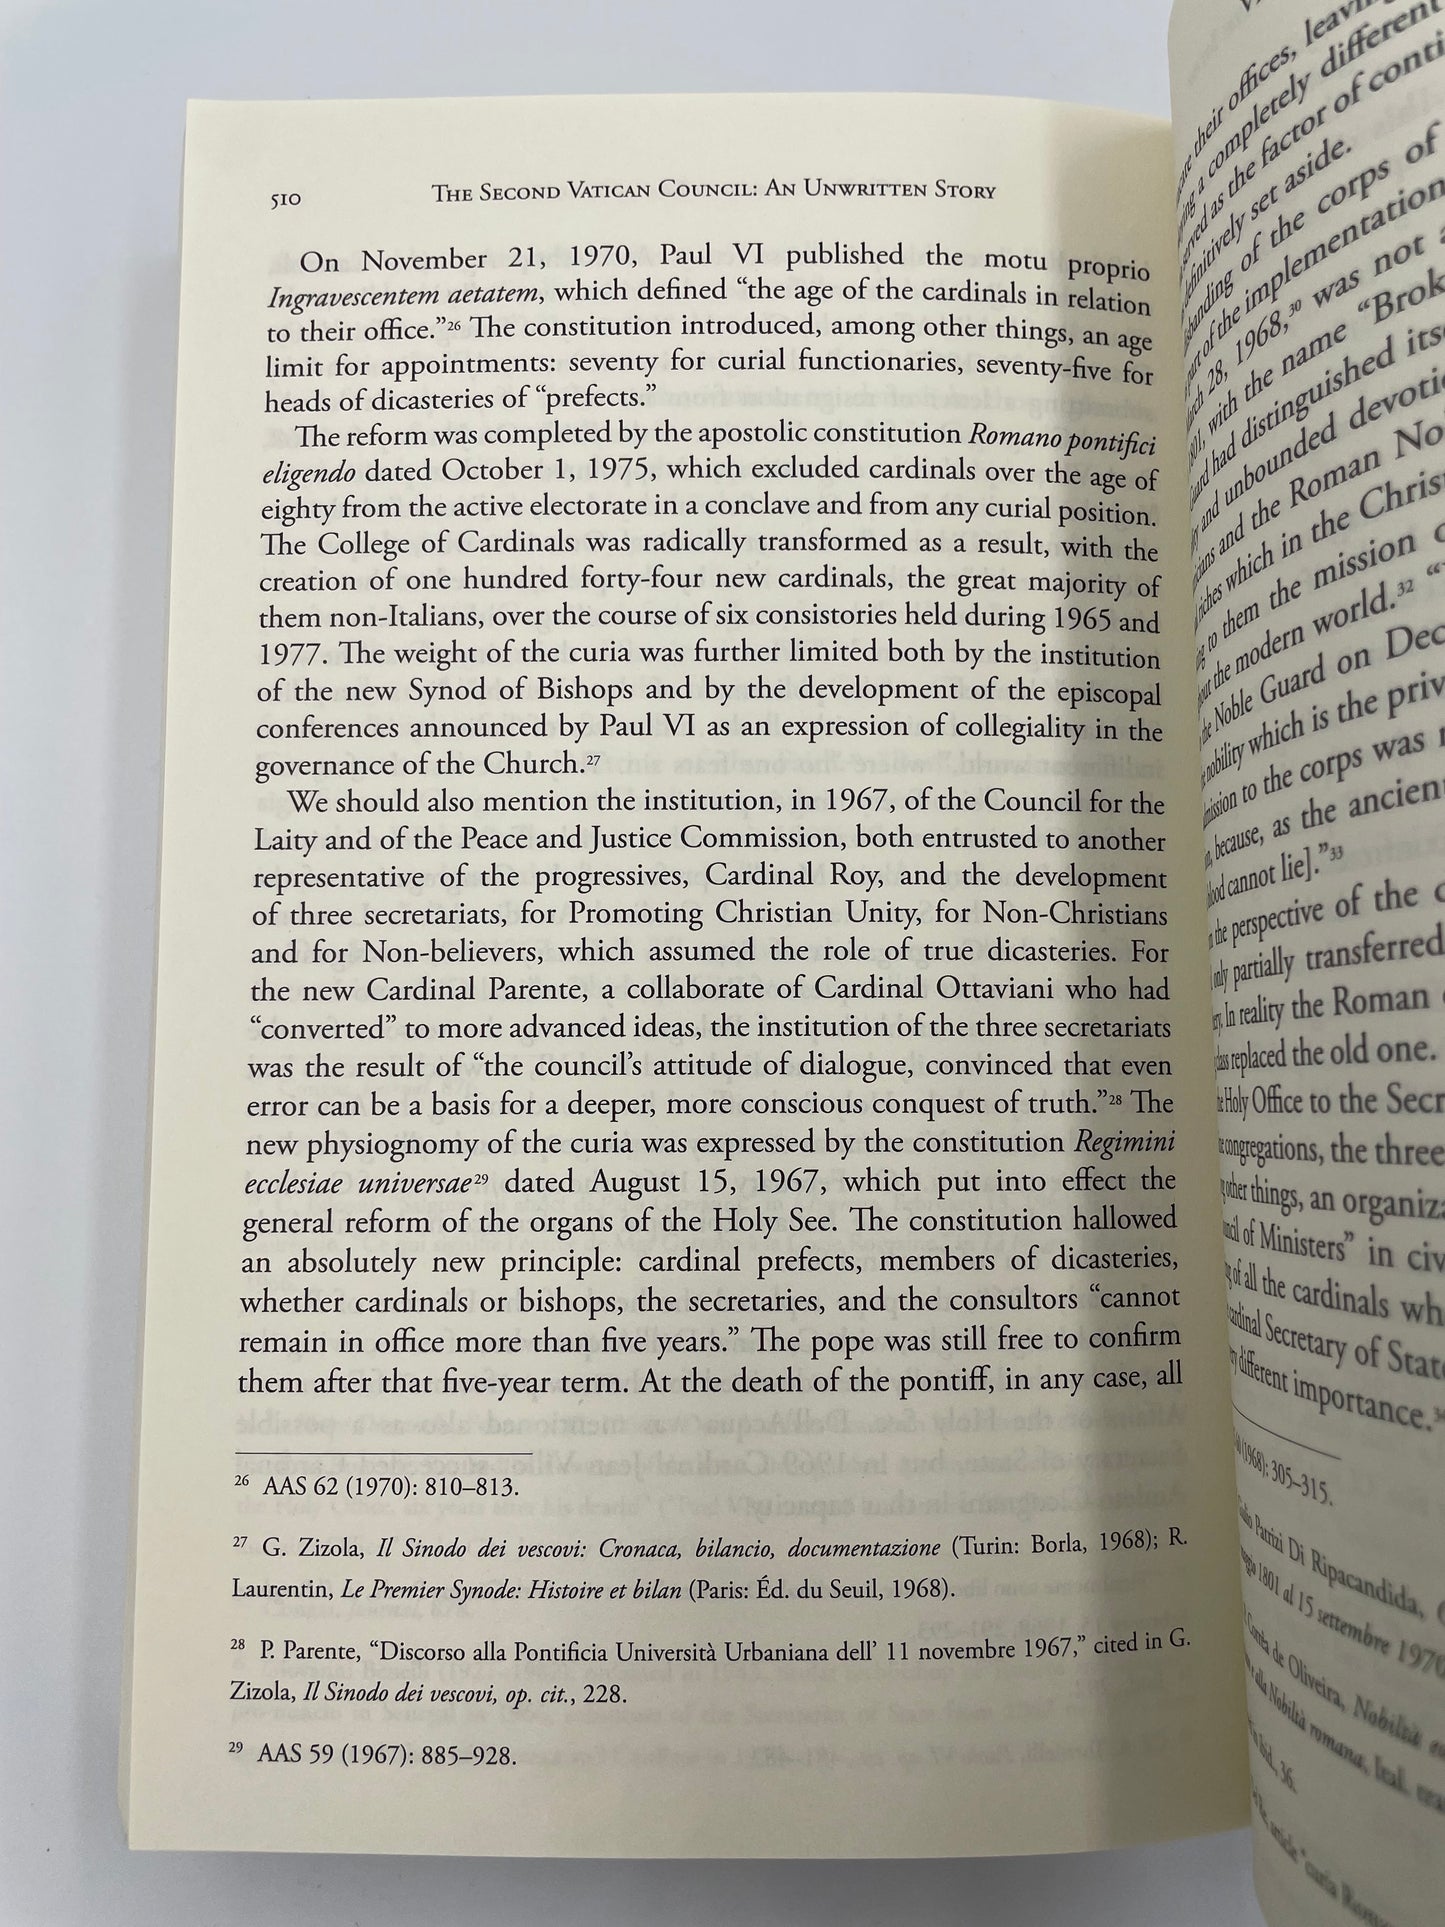 510
THE SECOND VATICAN COUNCIL: AN UNWRITTEN STORY
On November 21, 1970, Paul VI published the motu proprio
Ingravescentem aetatem, which defined “the age of the cardinals in relation
to their office.”26 The constitution introduced, among other things, an age
limit for appointments: seventy for curial functionaries, seventy-five for
heads of dicasteries of “prefects.”
The reform was completed by the apostolic constitution Romano pontifici
eligendo dated October 1, 1975, which excluded cardinals over the age of
eighty from the active electorate in a conclave and from any curial position.
The College of Cardinals was radically transformed as a result, with the
creation of one hundred forty-four new cardinals, the great majority of
them non-Italians, over the course of six consistories held during 1965 and
1977. The weight of the curia was further limited both by the institution
of the new Synod of Bishops and by the development of the episcopal
conferences announced by Paul VI as an expression of collegiality in the
governance of the Church.27
We should also mention the institution, in 1967, of the Council for the
Laity and of the Peace and Justice Commission, both entrusted to another
representative of the progressives, Cardinal Roy, and the development
of three secretariats, for Promoting Christian Unity, for Non-Christians
and for Non-believers, which assumed the role of true dicasteries. For
the new Cardinal Parente, a collaborate of Cardinal Ottaviani who had
“converted” to more advanced ideas, the institution of the three secretariats
was the result of “the council’s attitude of dialogue, convinced that even
error can be a basis for a deeper, more conscious conquest of truth.”28 The
new physiognomy of the curia was expressed by the constitution Regimini
ecclesiae universae29 dated August 15, 1967, which put into effect the
general reform of the organs of the Holy See. The constitution hallowed
an absolutely new principle: cardinal prefects, members of dicasteries,
whether cardinals or bishops, the secretaries, and the consultors “cannot
remain in office more than five years.” The pope was still free to confirm
them after that five-year term. At the death of the pontiff, in any case, all
26 AAS 62 (1970): 810–813.
27 G. Zizola, Il Sinodo dei vescovi: Cronaca, bilancio, documentazione (Turin: Borla, 1968); R.
Laurentin, Le Premier Synode: Histoire et bilan (Paris: Éd. du Seuil, 1968).
28 P. Parente, “Discorso alla Pontificia Università Urbaniana dell’ 11 novembre 1967,” cited in G.
Zizola, Il Sinodo dei vescovi, op. cit., 228.
29 AAS 59 (1967): 885–928.
their offices, leaving
a completely different
served as the factor of
definitively set aside.
of the corps of
of the implementation
28, 1968,30 was not
with the name
had distinguished
and unbounded
and the Roman
which in the
to them the mission
the modern world.32
Noble Guard on
nobility which is the
to the corps was
because, as the ancient
blood cannot lie].”33
the perspective of the
only partially transferred
In reality the Roman
replaced the old one.
Holy Office to the
congregations, the three
other things, an
of Ministers” in
of all the cardinals
Secretary of
different importance.34
(1968): 305–315.
Patrizi Di Ripacandida,
1801 al 15 settembre 1970
Corrêa de Oliveira,
alla Nobiltà romana,
ibid., 36.